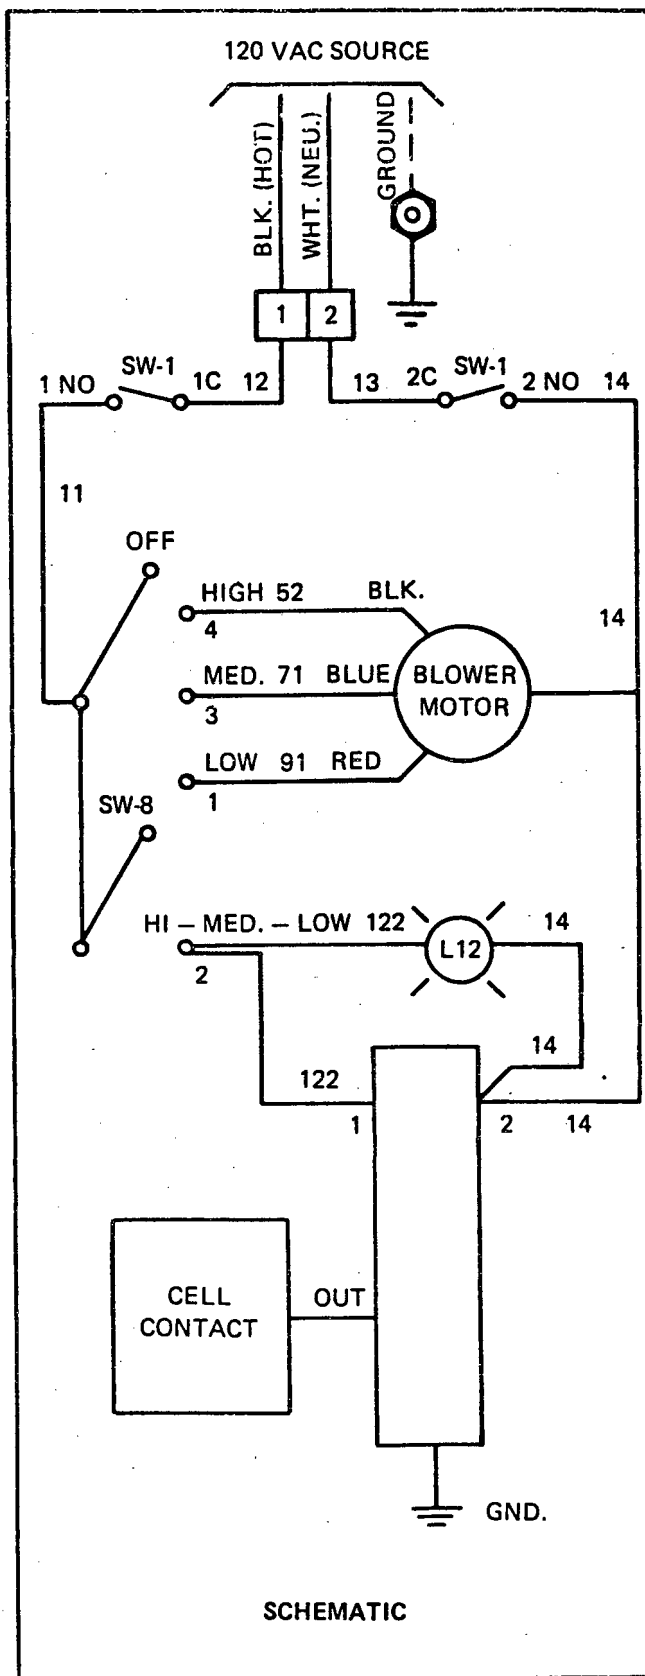 120 VAC SOURCE
BLK. (HOT)
WHT. (NEU.)
GROUND
1 2
1 NO SW-1 1C 12 13 2C SW-1 2 NO 14
11
OFF
HIGH 52 BLK.
4
14
MED. 71 BLUE
3
BLOWER
MOTOR
LOW 91 RED
1
SW-8
HI – MED. – LOW 122 L12 14
2
14
122
1 2 14
CELL
CONTACT
OUT
GND.
SCHEMATIC